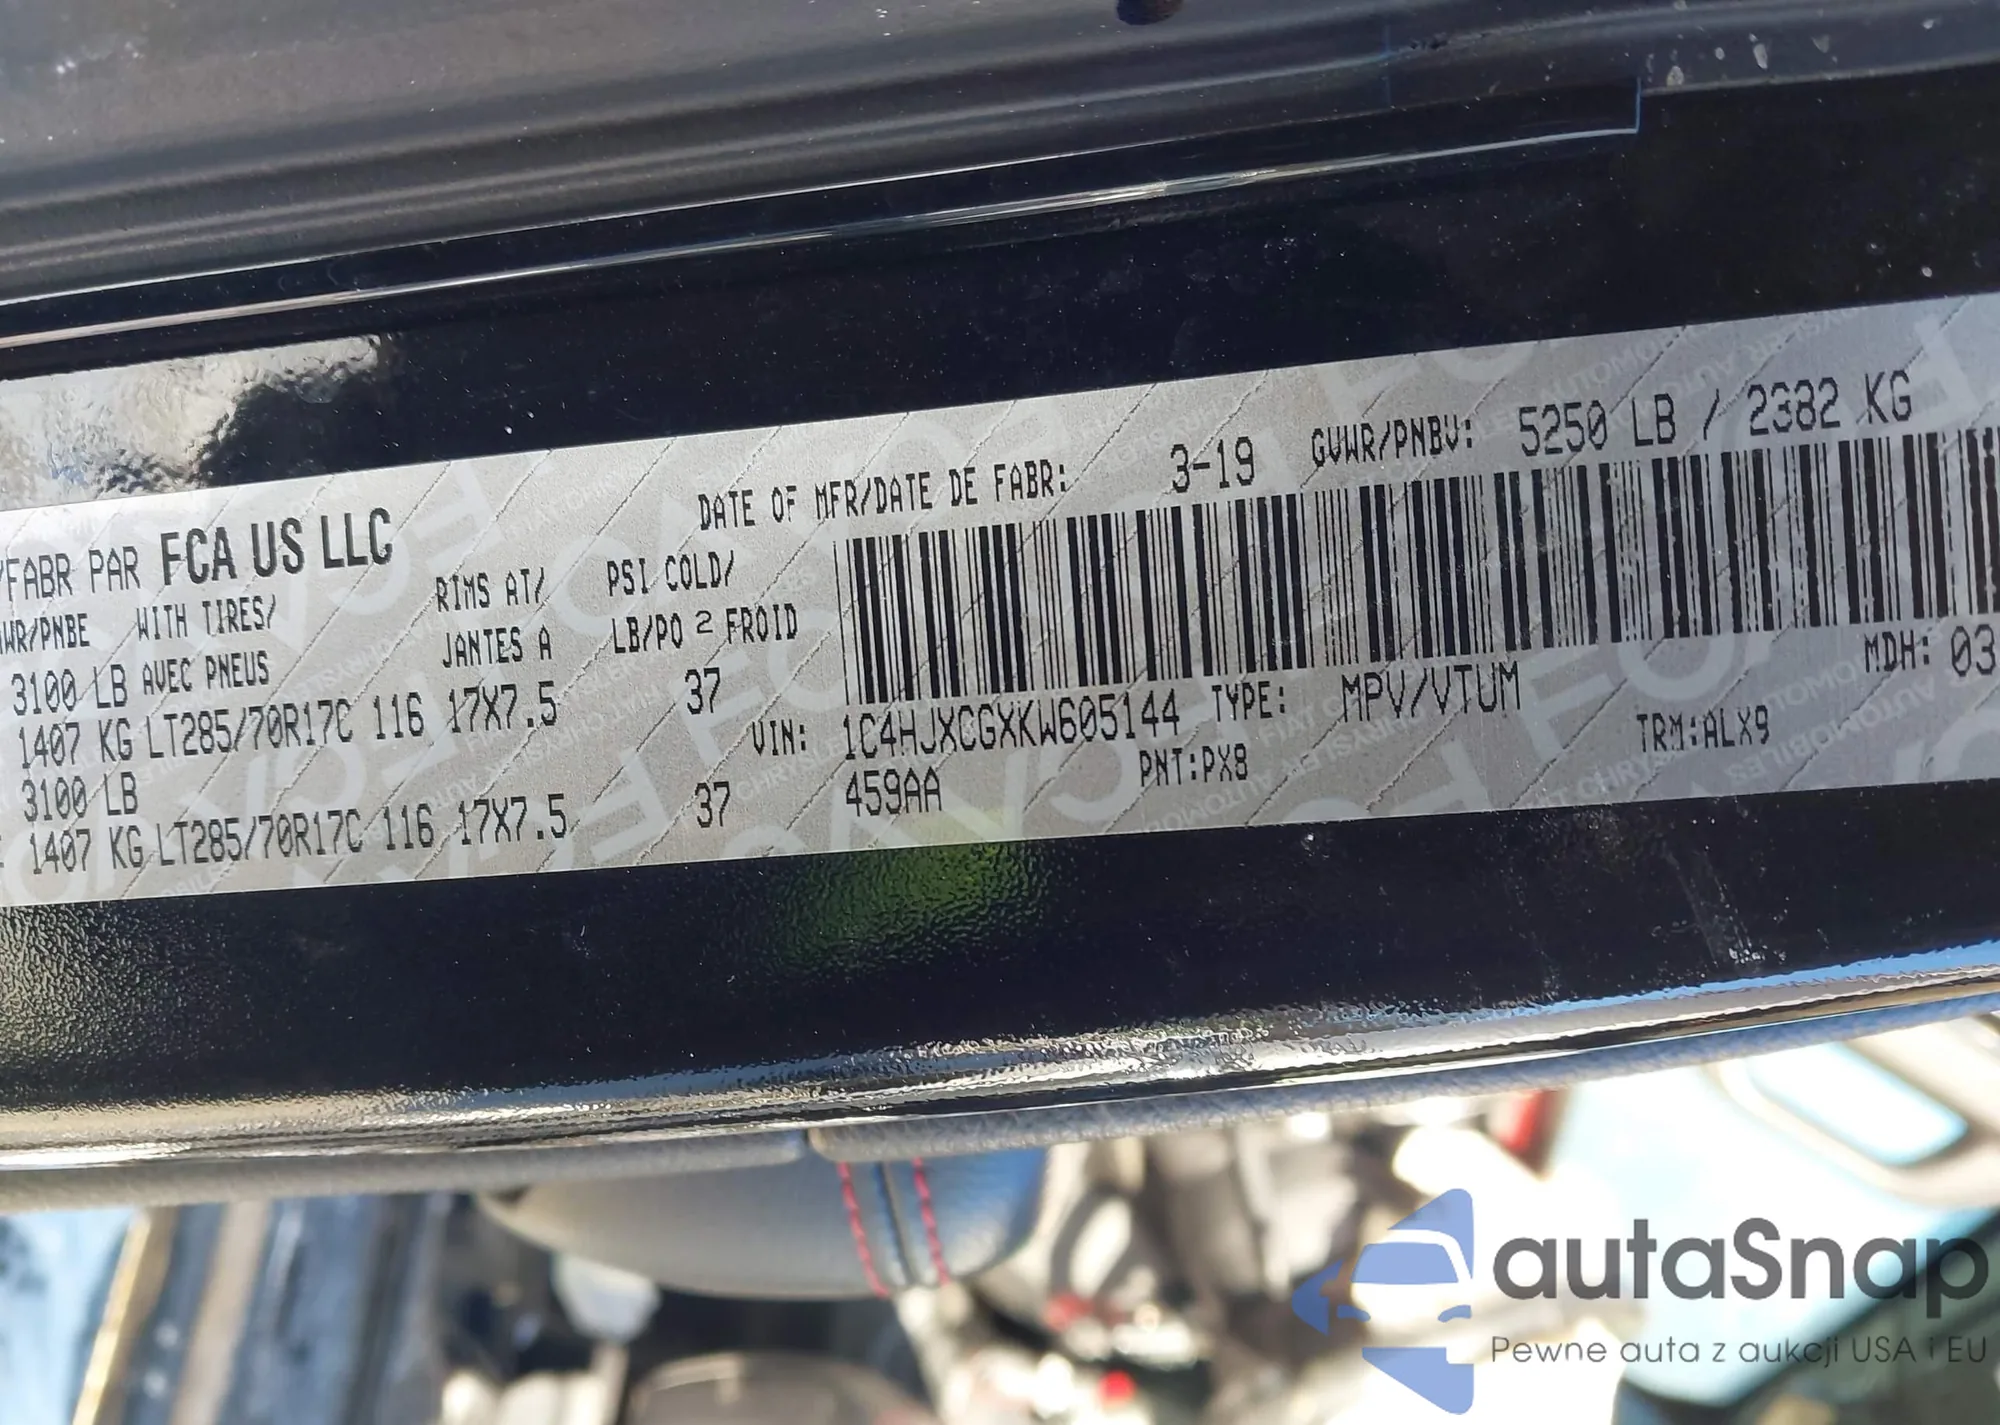 DATE OF MFR/DATE DE FABR: 3-19 GVWR/PNBV: 5250 LB / 2382 KG
/FABR PAR FCA US LLC
WR/PNBE WITH TIRES/ RIMS AT/ PSI COLD/
3100 LB AVEC PNEUS JANTES A LB/PO 2 FROID
1407 KG LT285/70R17C 116 17X7.5 37
3100 LB
1407 KG LT285/70R17C 116 17X7.5 37
VIN: 1C4HJXCGXKW605144 TYPE: MPV/VTUM MDH: 03
459AA PNT:PX8 TRM:ALX9
autaSnap
Pewne auta z aukcji USA i EU